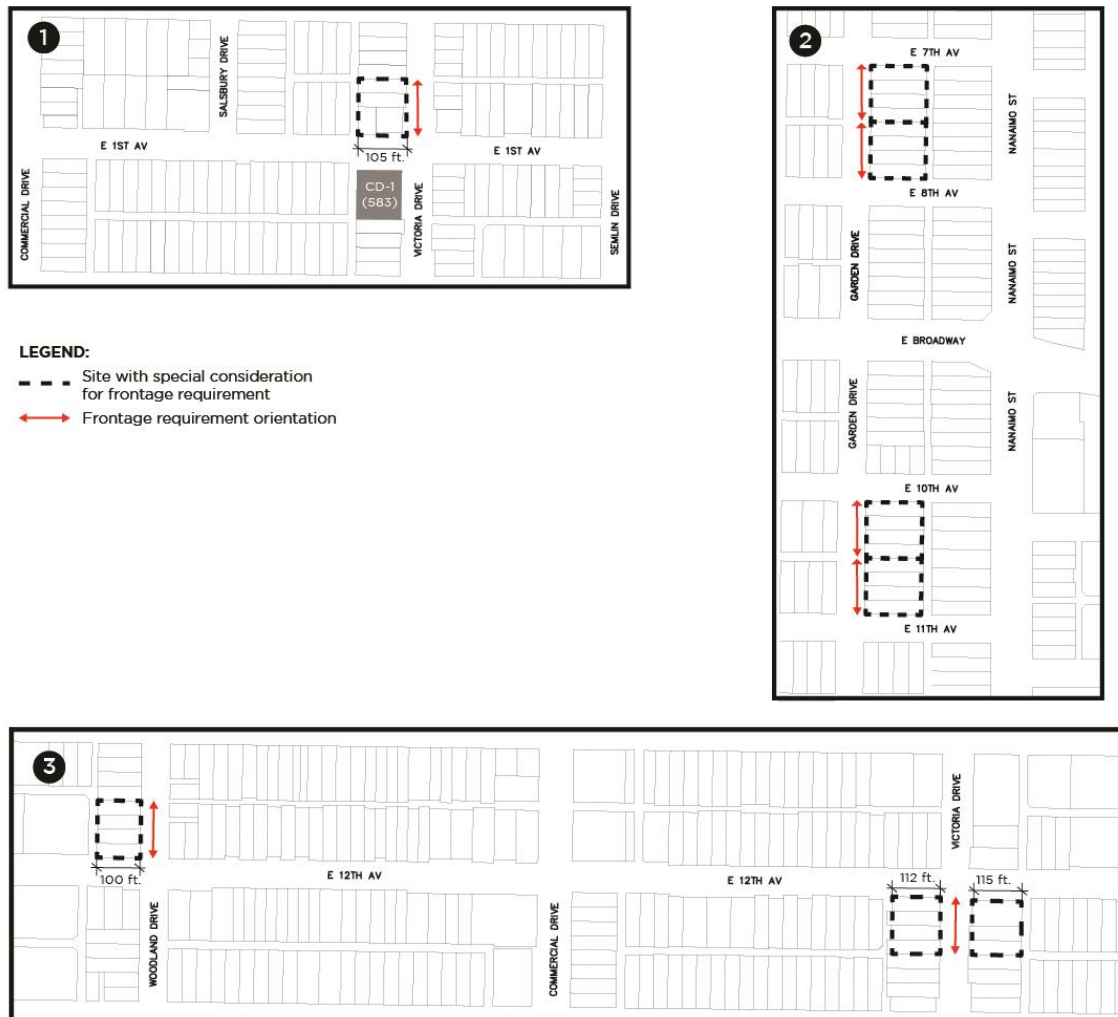 1
SALSBURY DRIVE
E 1ST AV
E 1ST AV
105 ft.
CD-1
(583)
COMMERCIAL DRIVE
VICTORIA DRIVE
SEMLIN DRIVE
LEGEND:
Site with special consideration
for frontage requirement
Frontage requirement orientation
2
E 7TH AV
NANAIMO ST
E 8TH AV
GARDEN DRIVE
NANAIMO ST
E BROADWAY
GARDEN DRIVE
NANAIMO ST
E 10TH AV
E 11TH AV
3
VICTORIA DRIVE
100 ft.
E 12TH AV
E 12TH AV
112 ft.
115 ft.
WOODLAND DRIVE
COMMERCIAL DRIVE